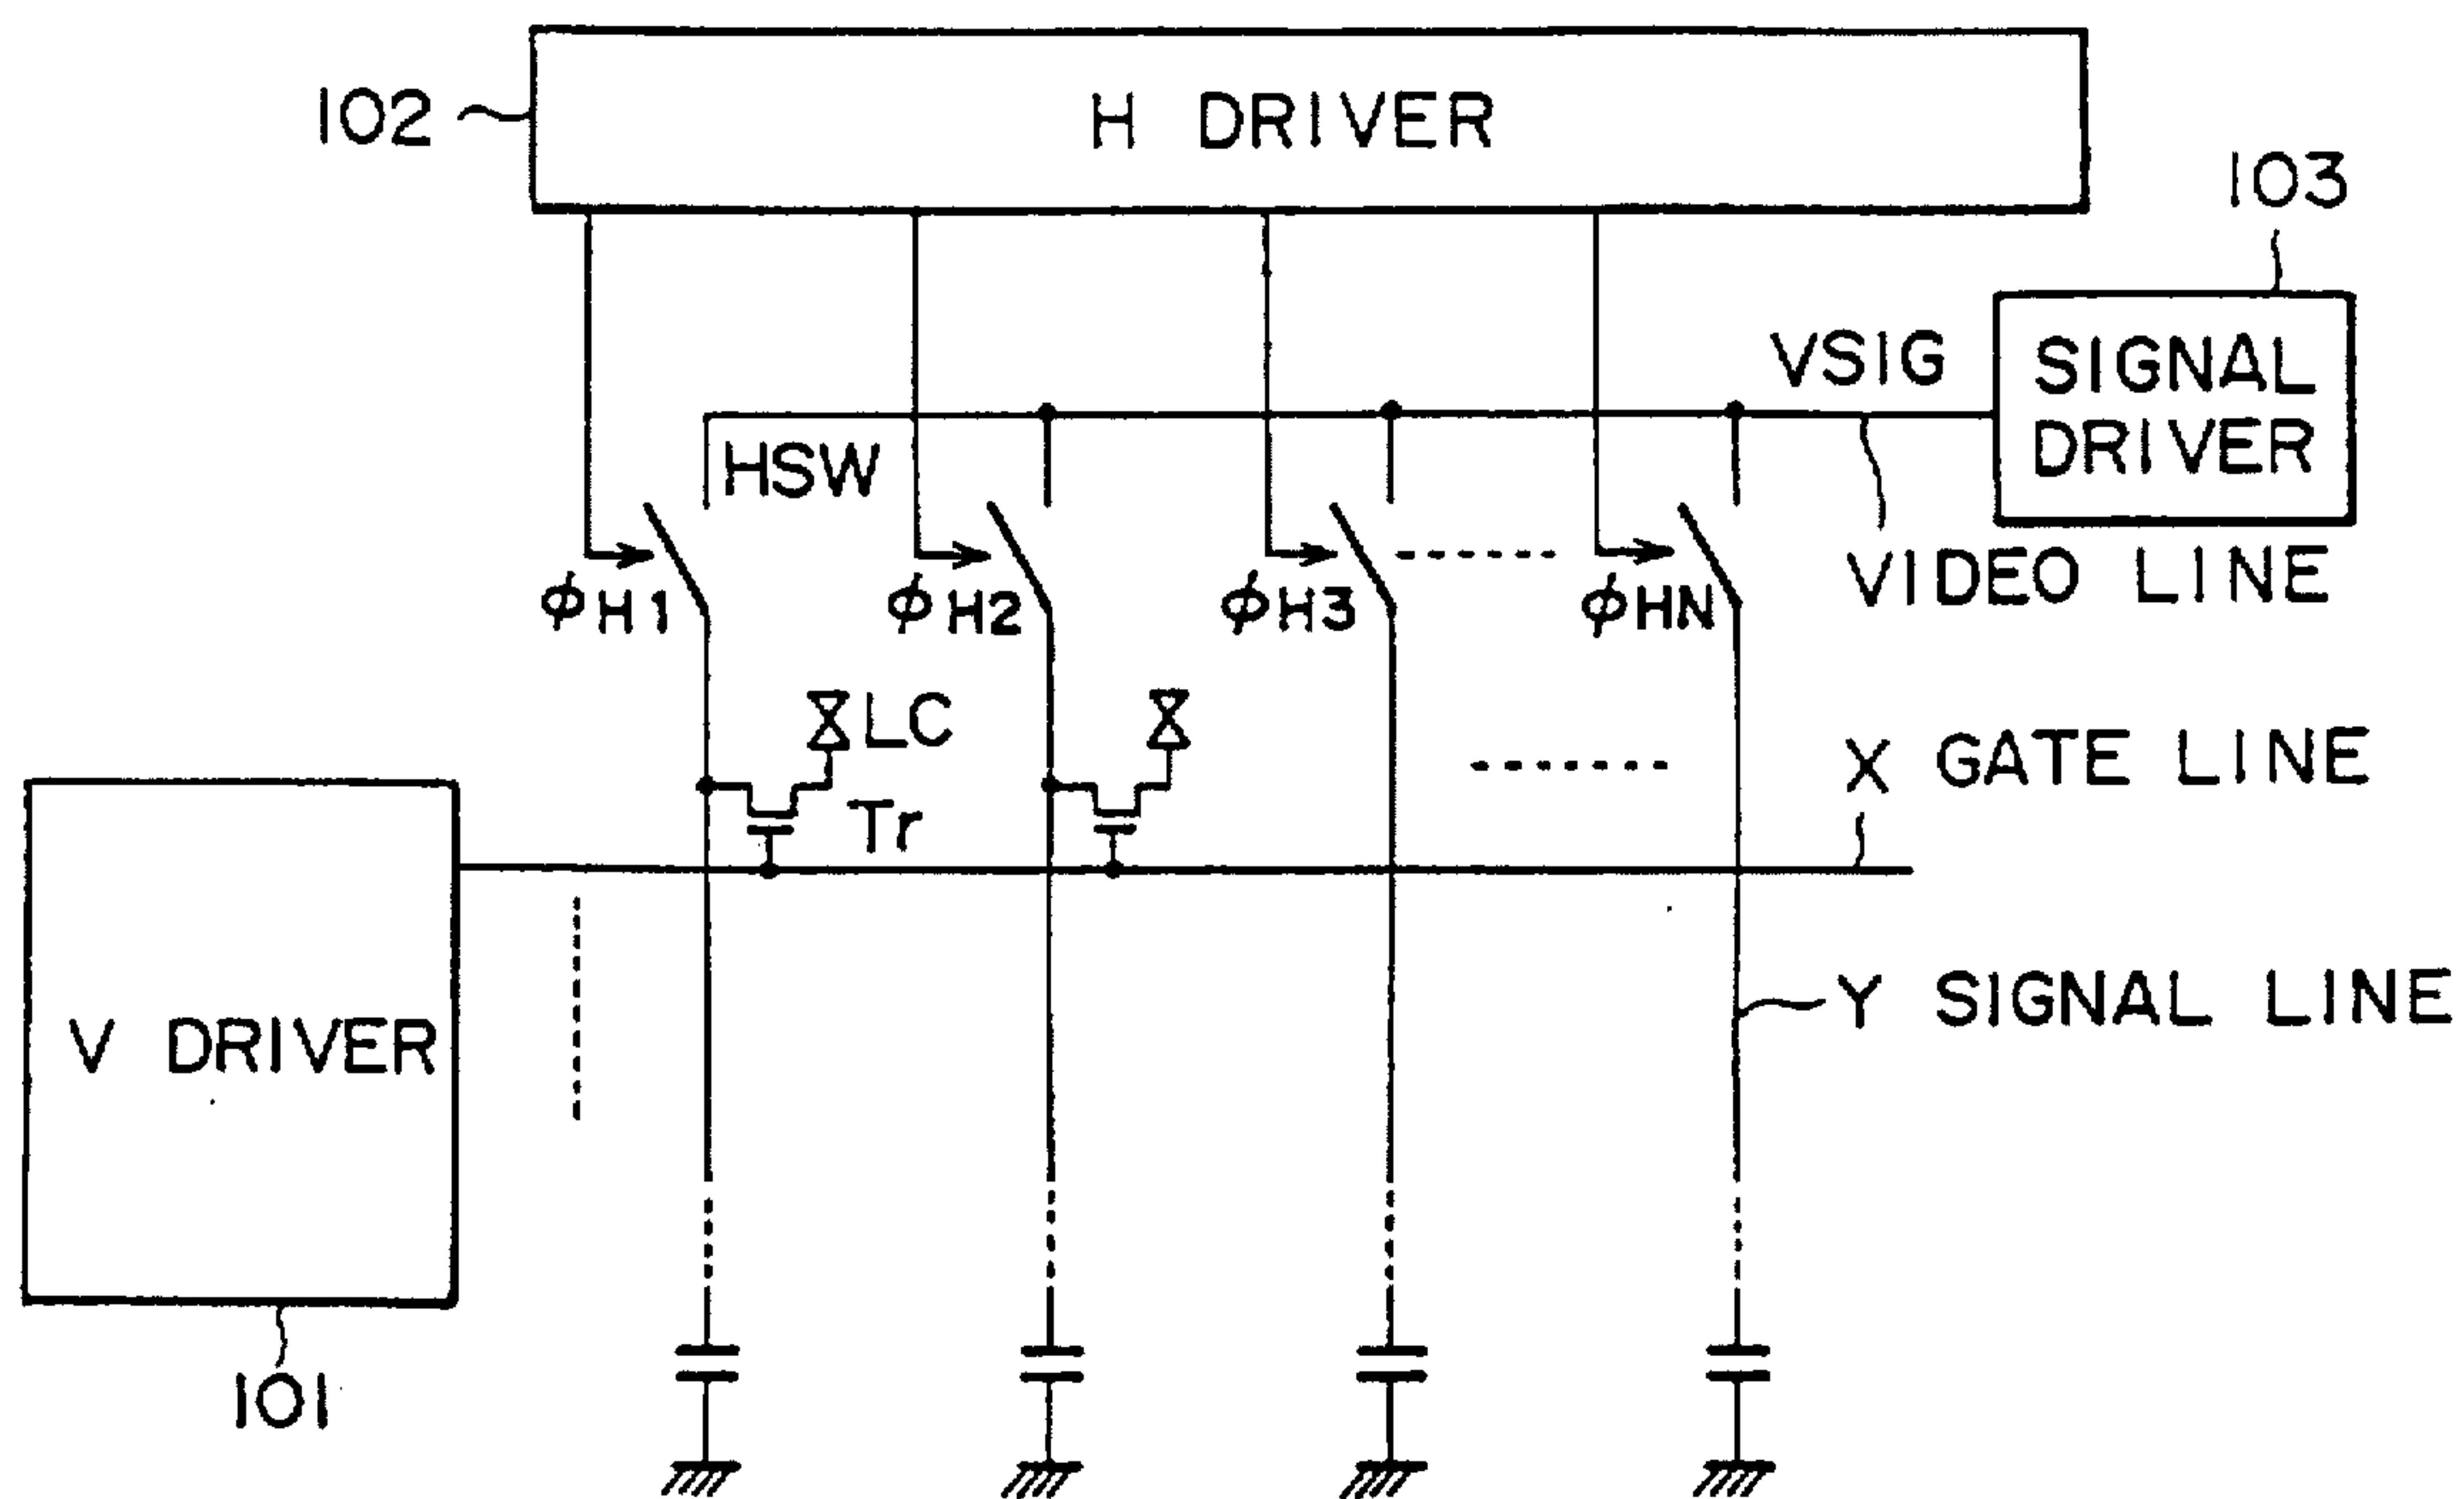 102
H DRIVER
103
VSIG
SIGNAL
DRIVER
HSW
VIDEO LINE
ϕH1
ϕH2
ϕH3
ϕHN
LC
Tr
X GATE LINE
V DRIVER
Y SIGNAL LINE
101